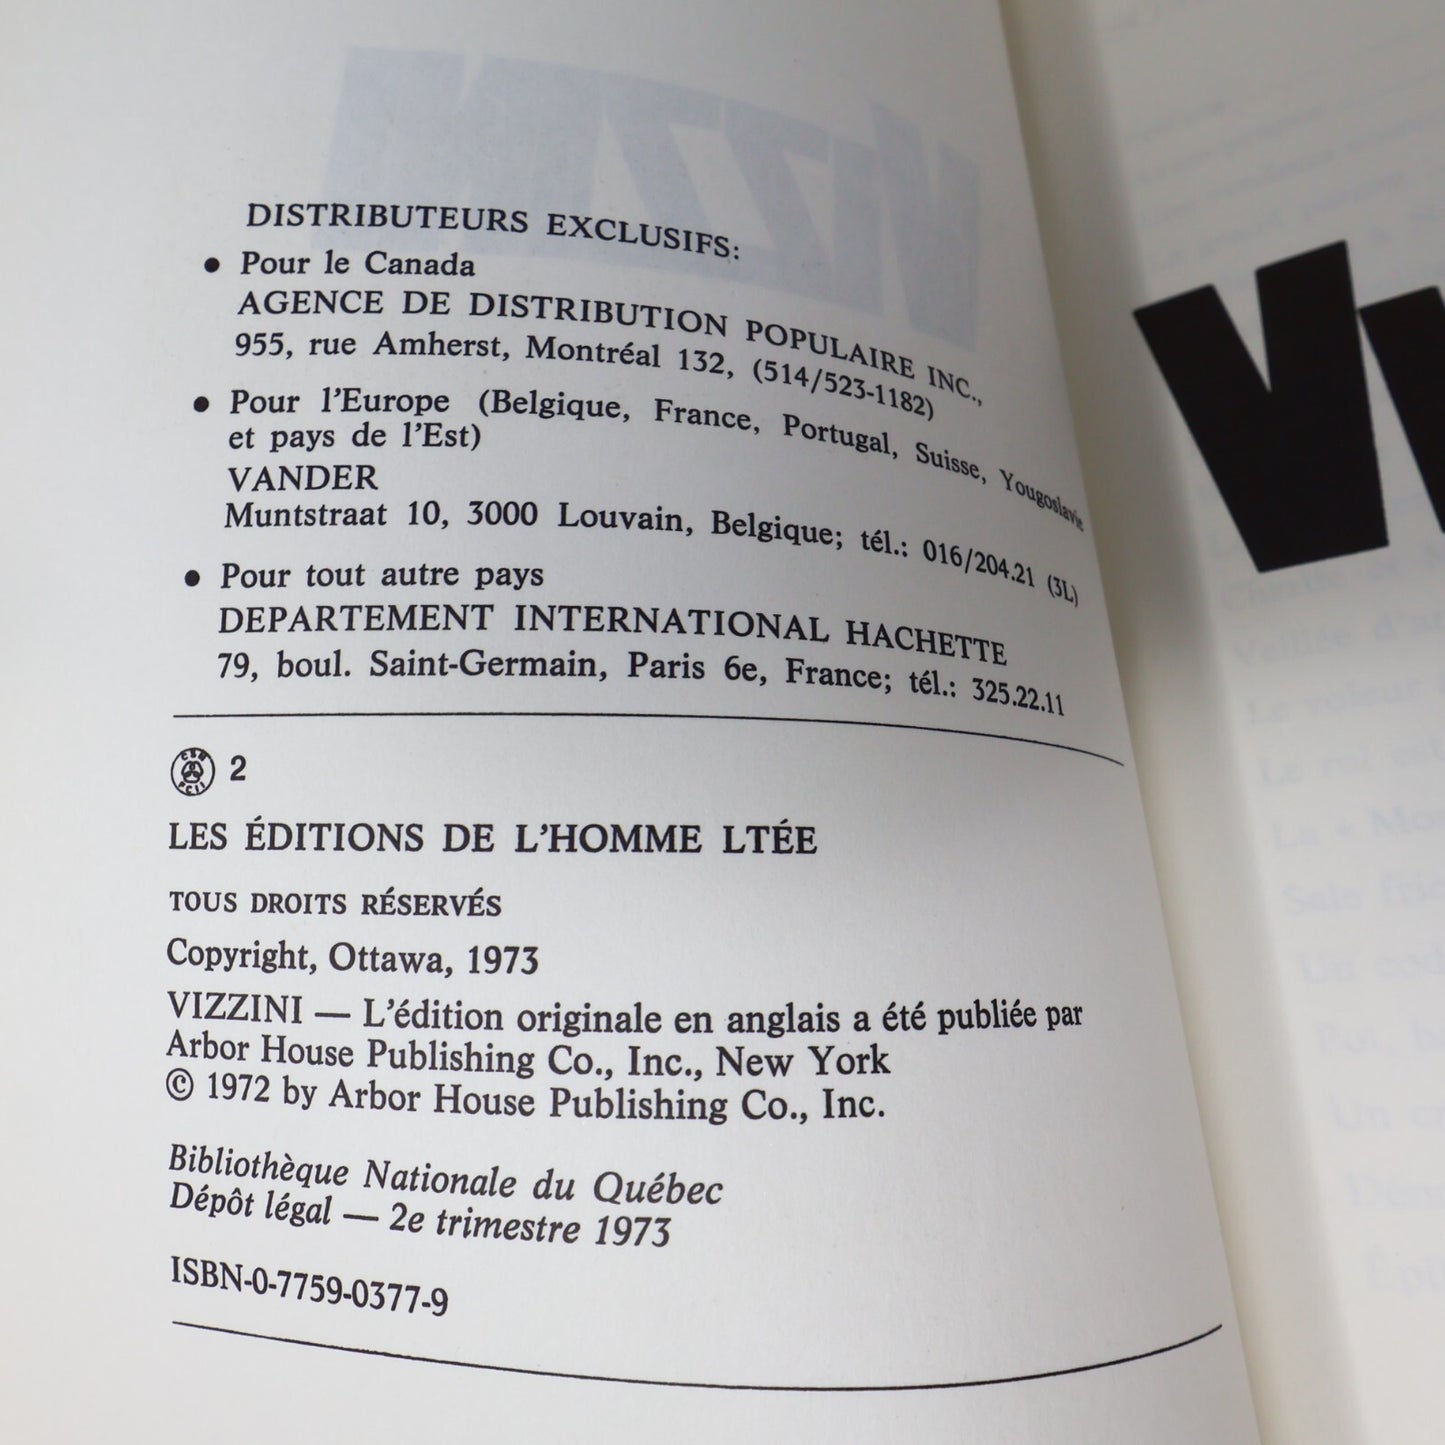 DISTRIBUTEURS EXCLUSIFS:
● Pour le Canada
AGENCE DE DISTRIBUTION POPULAIRE INC.,
955, rue Amherst, Montréal 132, (514/523-1182)
● Pour l'Europe (Belgique, France, Portugal, Suisse, Yougoslavie
et pays de l'Est)
VANDER
Muntstraat 10, 3000 Louvain, Belgique; tél.: 016/204.21 (3L)
● Pour tout autre pays
DEPARTEMENT INTERNATIONAL HACHETTE
79, boul. Saint-Germain, Paris 6e, France; tél.: 325.22.11
2
LES ÉDITIONS DE L'HOMME LTÉE
TOUS DROITS RÉSERVÉS
Copyright, Ottawa, 1973
VIZZINI — L'édition originale en anglais a été publiée par
Arbor House Publishing Co., Inc., New York
© 1972 by Arbor House Publishing Co., Inc.
Bibliothèque Nationale du Québec
Dépôt légal — 2e trimestre 1973
ISBN-0-7759-0377-9